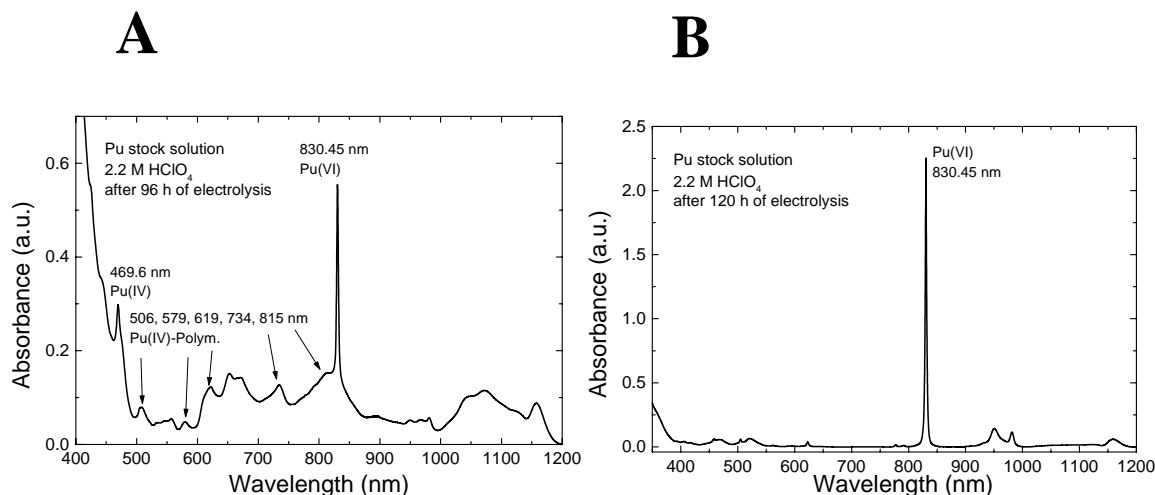 A
B
Pu stock solution
2.2 M HClO4
after 96 h of electrolysis
830.45 nm
Pu(VI)
469.6 nm
Pu(IV)
506, 579, 619, 734, 815 nm
Pu(IV)-Polym.
0.6
0.4
0.2
0.0
400 500 600 700 800 900 1000 1100 1200
Wavelength (nm)
Absorbance (a.u.)
Pu stock solution
2.2 M HClO4
after 120 h of electrolysis
Pu(VI)
830.45 nm
2.5
2.0
1.5
1.0
0.5
0.0
400 500 600 700 800 900 1000 1100 1200
Wavelength (nm)
Absorbance (a.u.)